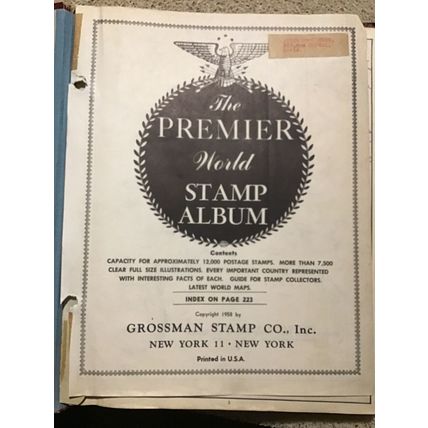 The
PREMIER
World
STAMP
ALBUM
Contents
CAPACITY FOR APPROXIMATELY 12,000 POSTAGE STAMPS. MORE THAN 7,500
CLEAR FULL SIZE ILLUSTRATIONS. EVERY IMPORTANT COUNTRY REPRESENTED
WITH INTERESTING FACTS OF EACH. GUIDE FOR STAMP COLLECTORS.
LATEST WORLD MAPS.
INDEX ON PAGE 223
Copyright 1958 by
GROSSMAN STAMP CO., Inc.
NEW YORK 11 • NEW YORK
Printed in U.S.A.